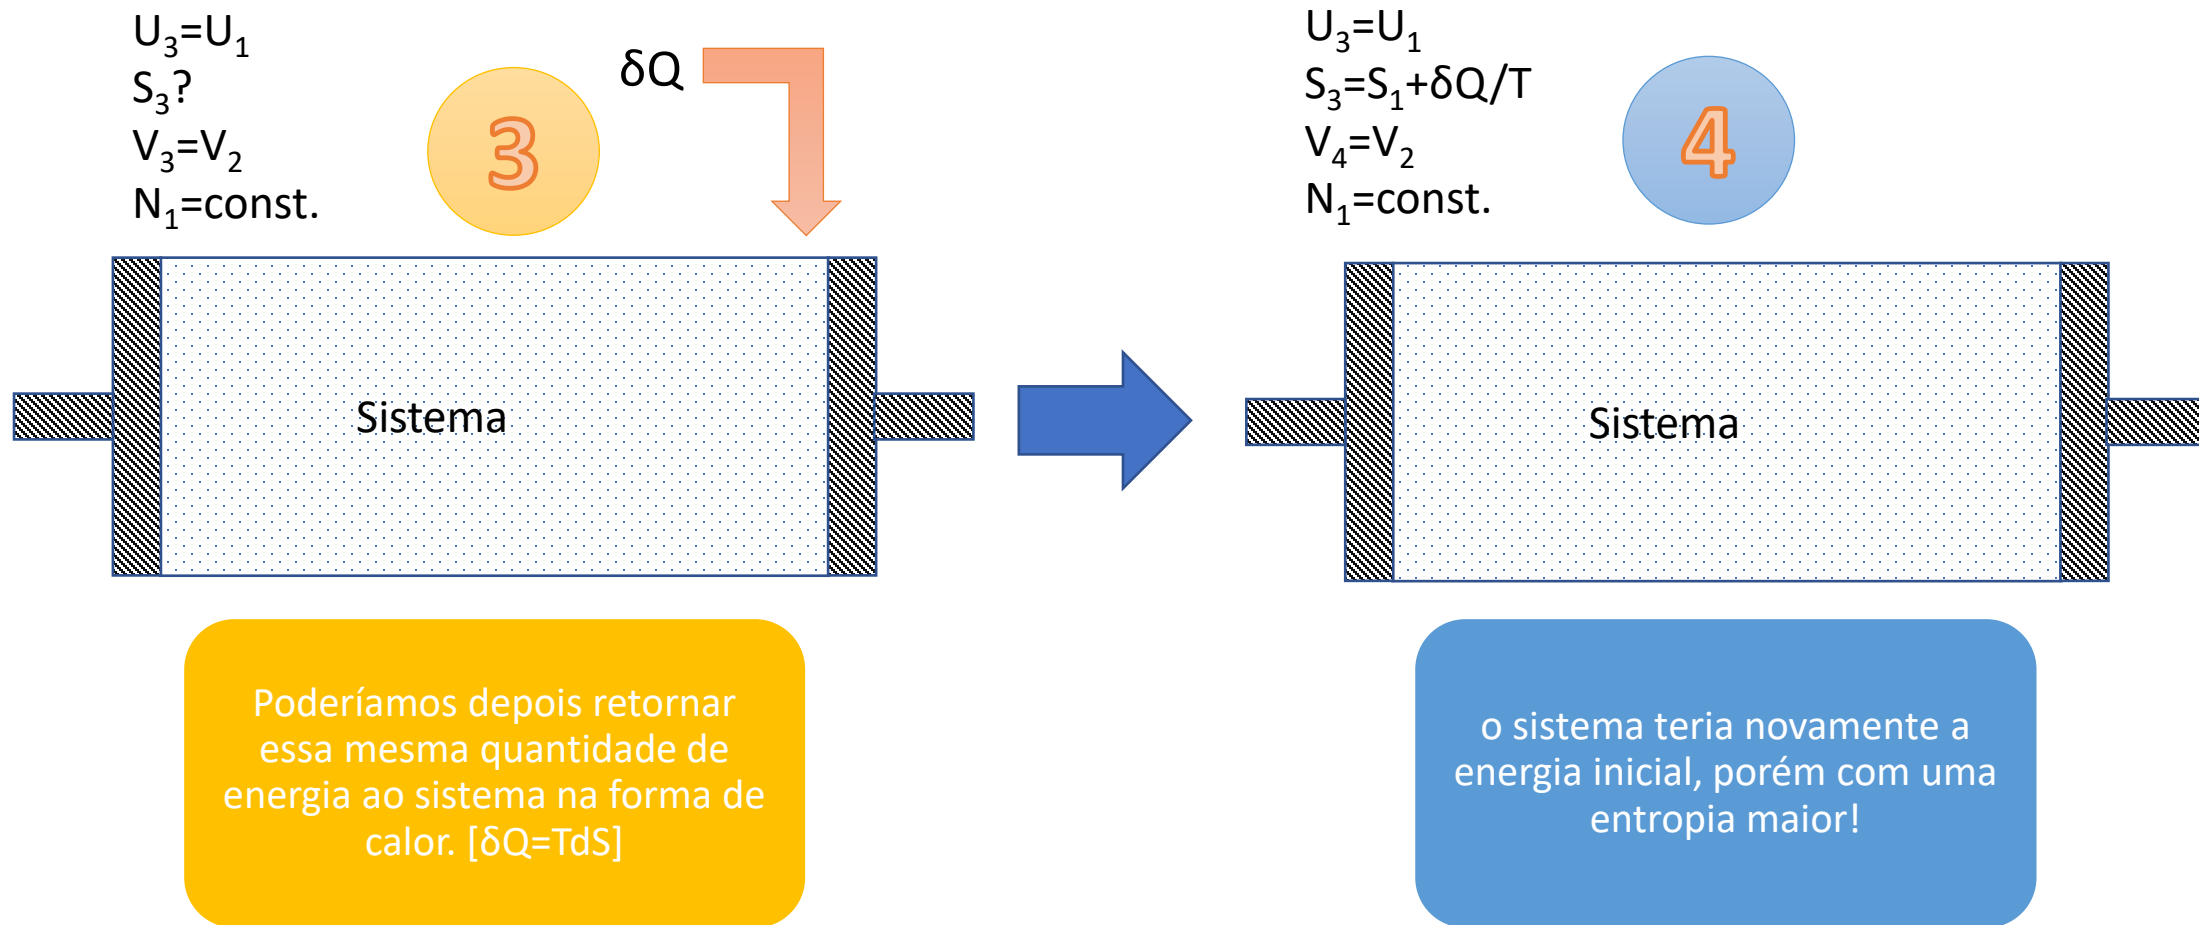 U₃=U₁
S₃?
V₃=V₂
N₁=const.
3
δQ
Sistema
Poderíamos depois retornar
essa mesma quantidade de
energia ao sistema na forma de
calor. [δQ=TdS]
U₃=U₁
S₃=S₁+δQ/T
V₄=V₂
N₁=const.
4
Sistema
o sistema teria novamente a
energia inicial, porém com uma
entropia maior!